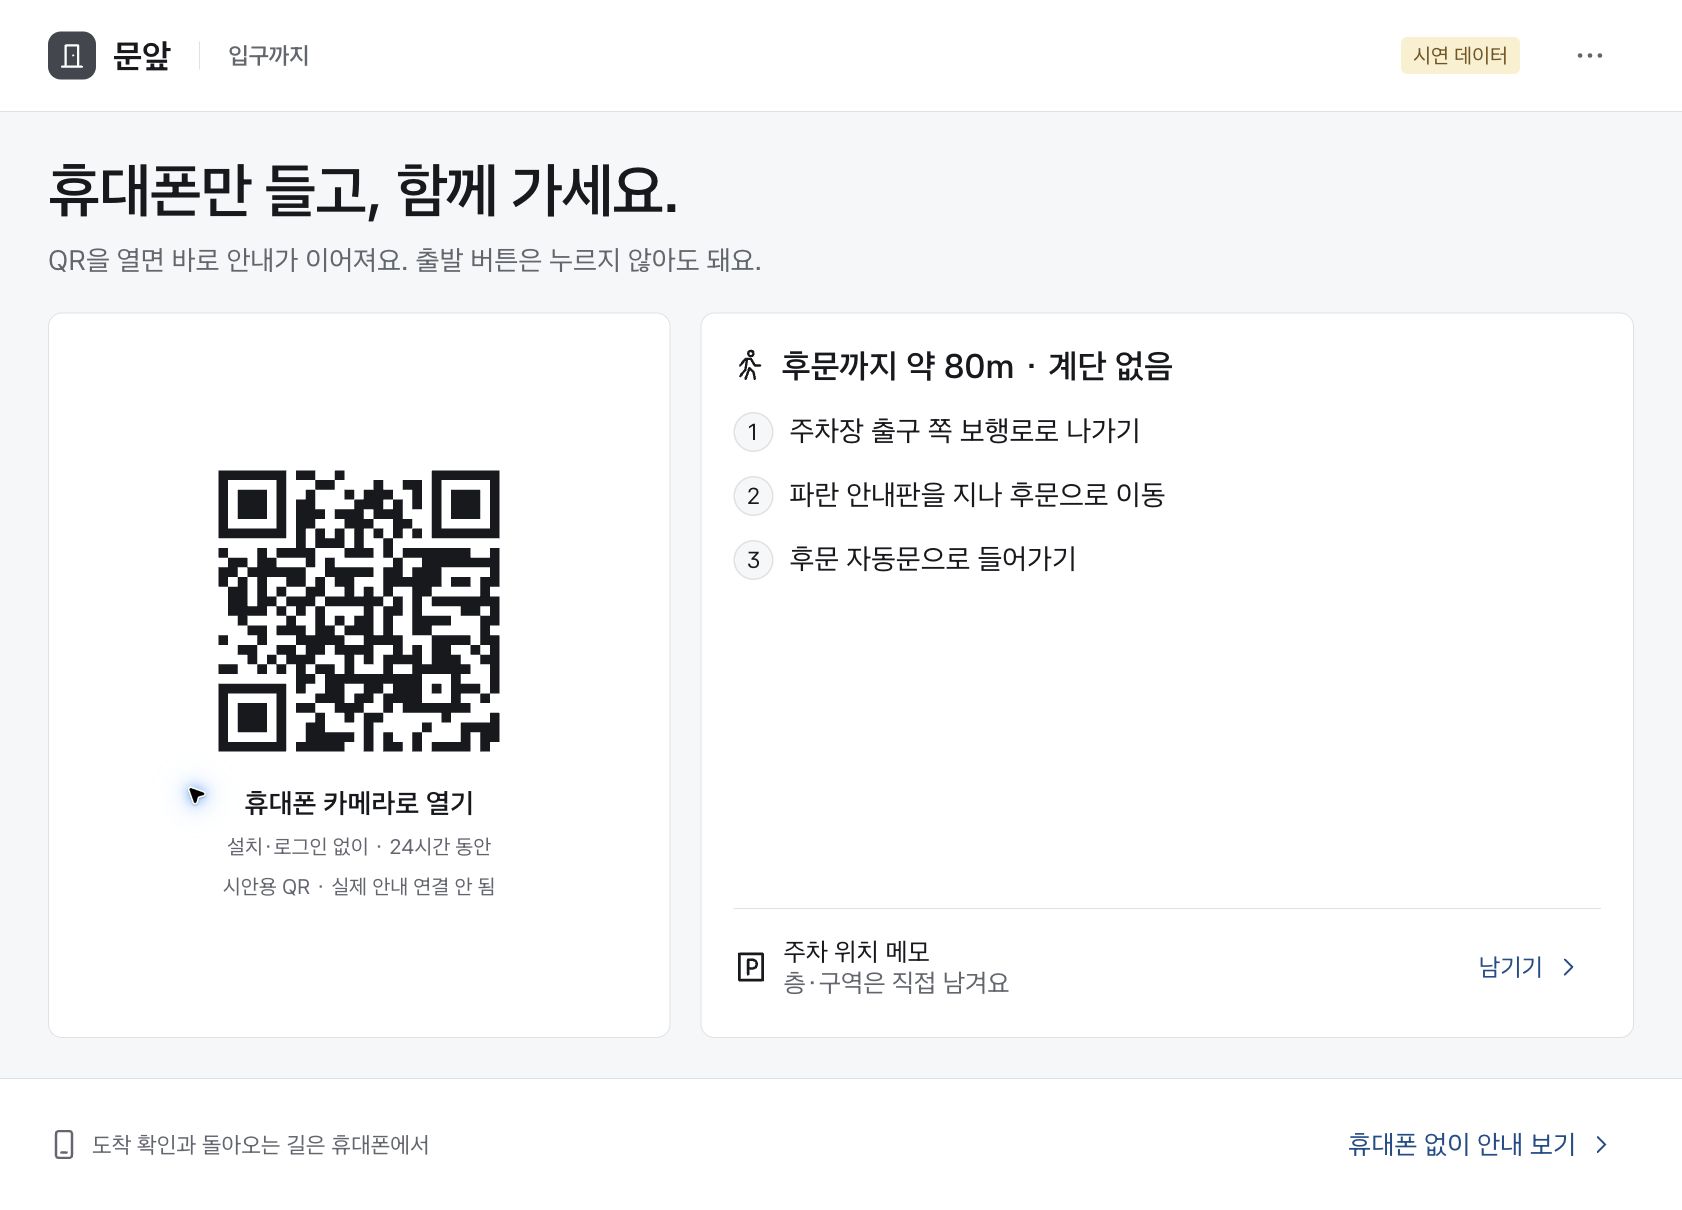 문앞
입구까지
시연 데이터
휴대폰만 들고, 함께 가세요.
QR을 열면 바로 안내가 이어져요. 출발 버튼은 누르지 않아도 돼요.
휴대폰 카메라로 열기
설치·로그인 없이 · 24시간 동안
시안용 QR · 실제 안내 연결 안 됨
후문까지 약 80m · 계단 없음
1 주차장 출구 쪽 보행로로 나가기
2 파란 안내판을 지나 후문으로 이동
3 후문 자동문으로 들어가기
P
주차 위치 메모
층·구역은 직접 남겨요
남기기
도착 확인과 돌아오는 길은 휴대폰에서
휴대폰 없이 안내 보기